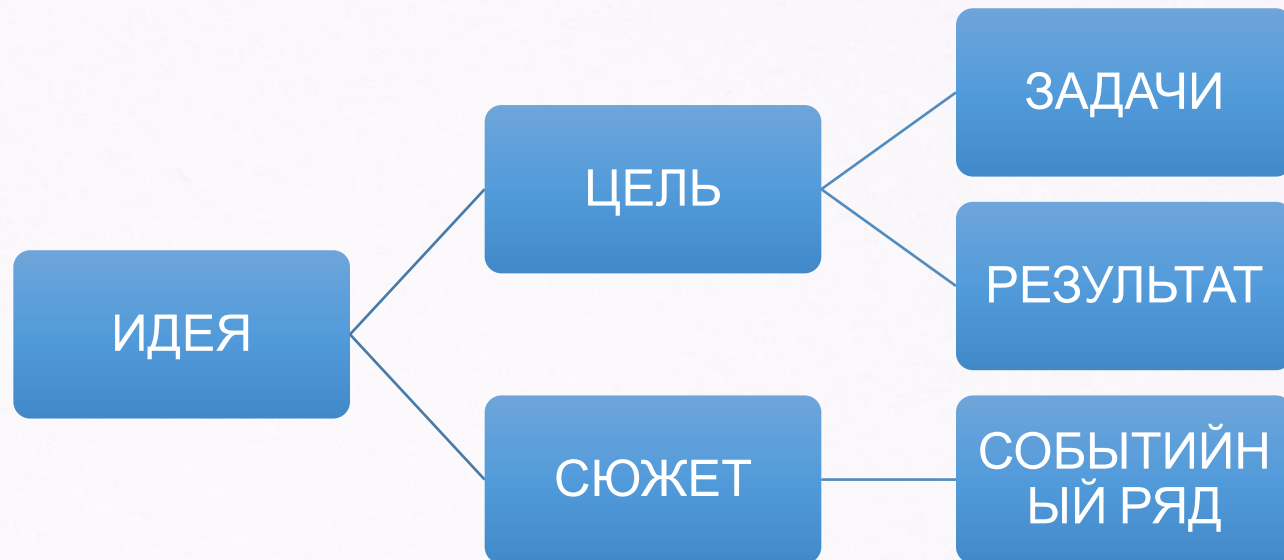 ИДЕЯ
ЦЕЛЬ
СЮЖЕТ
ЗАДАЧИ
РЕЗУЛЬТАТ
СОБЫТИЙН
ЫЙ РЯД